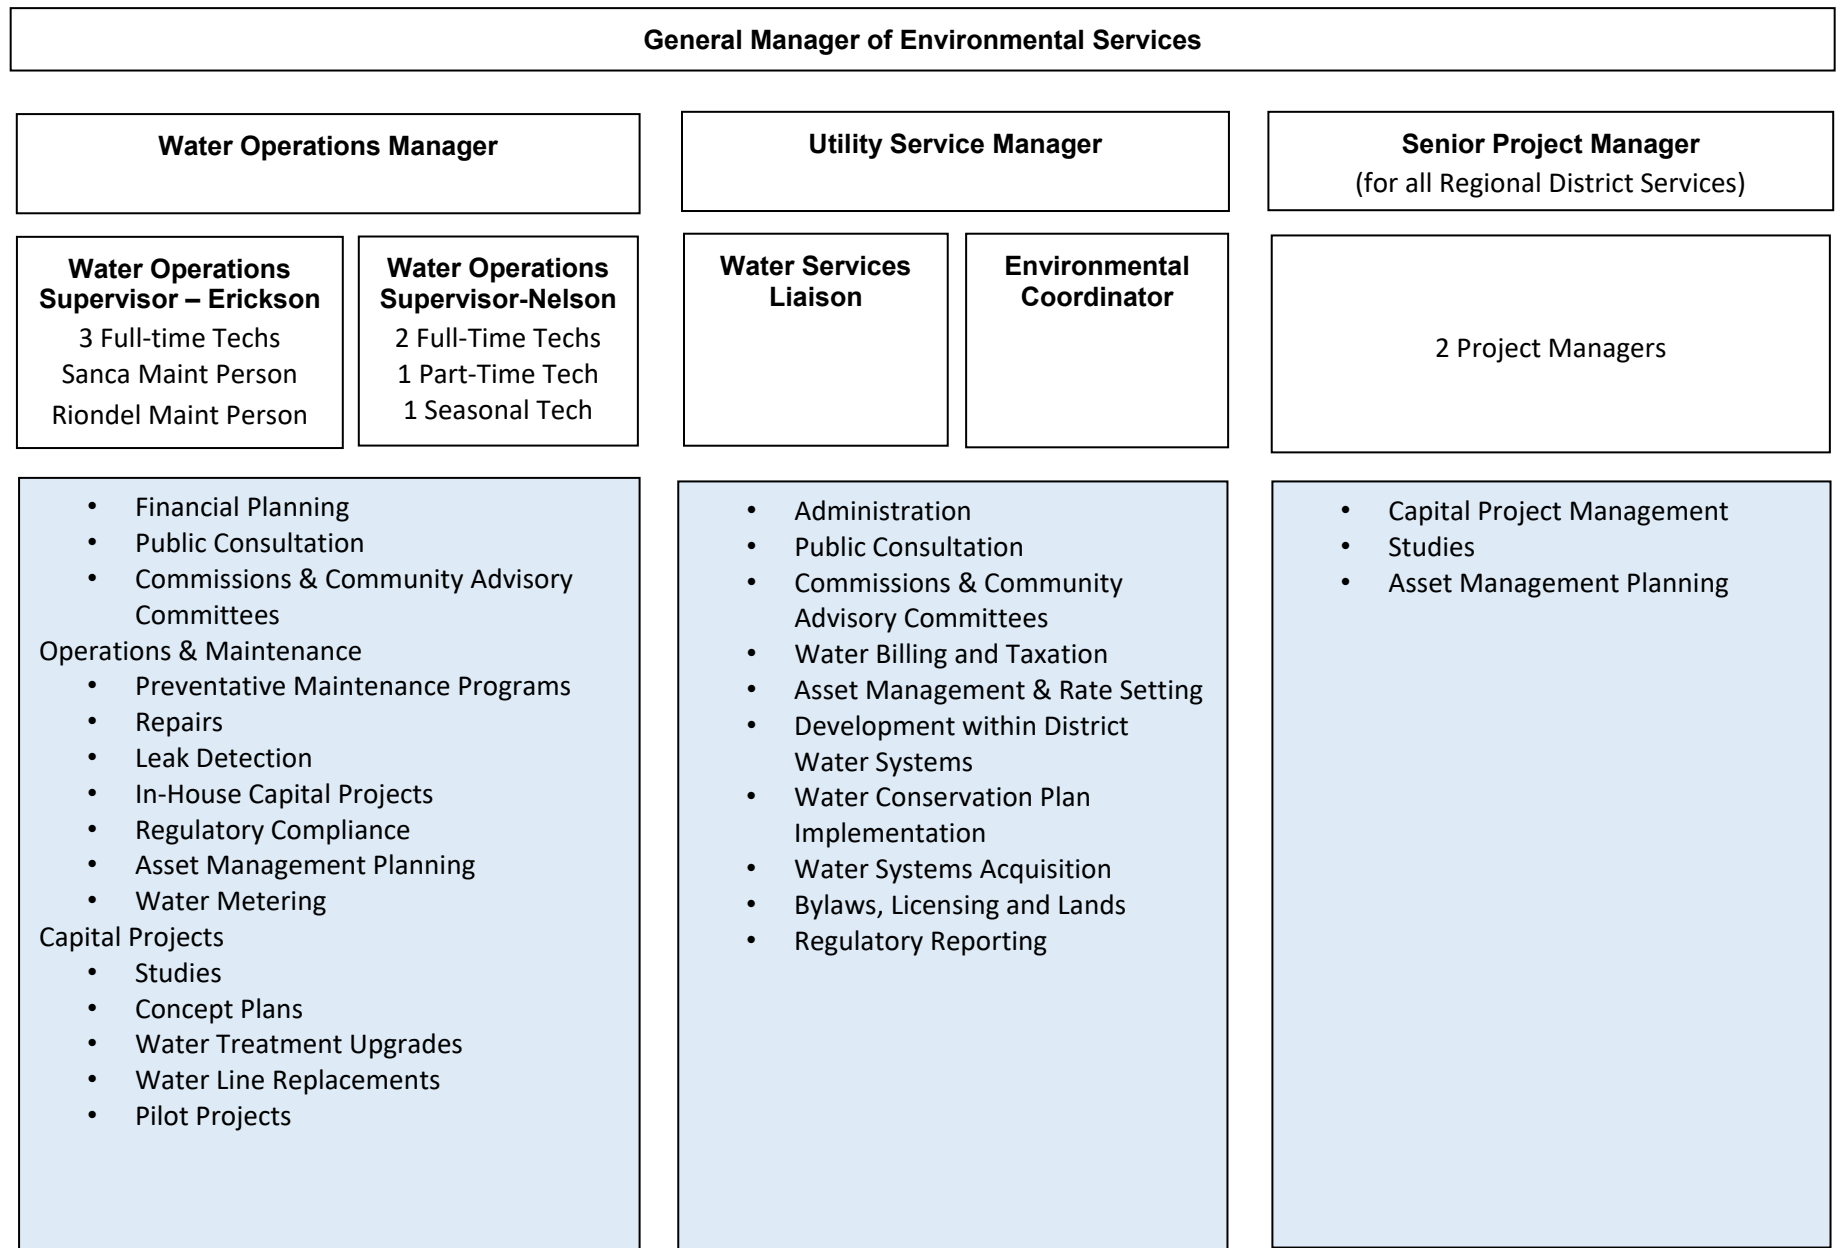 General Manager of Environmental Services
Water Operations Manager
Utility Service Manager
Senior Project Manager
(for all Regional District Services)
Water Operations
Supervisor – Erickson
3 Full-time Techs
Sanca Maint Person
Riondel Maint Person
Water Operations
Supervisor-Nelson
2 Full-Time Techs
1 Part-Time Tech
1 Seasonal Tech
Water Services
Liaison
Environmental
Coordinator
2 Project Managers
• Financial Planning
• Public Consultation
• Commissions & Community Advisory
Committees
Operations & Maintenance
• Preventative Maintenance Programs
• Repairs
• Leak Detection
• In-House Capital Projects
• Regulatory Compliance
• Asset Management Planning
• Water Metering
Capital Projects
• Studies
• Concept Plans
• Water Treatment Upgrades
• Water Line Replacements
• Pilot Projects
• Administration
• Public Consultation
• Commissions & Community
Advisory Committees
• Water Billing and Taxation
• Asset Management & Rate Setting
• Development within District
Water Systems
• Water Conservation Plan
Implementation
• Water Systems Acquisition
• Bylaws, Licensing and Lands
• Regulatory Reporting
• Capital Project Management
• Studies
• Asset Management Planning